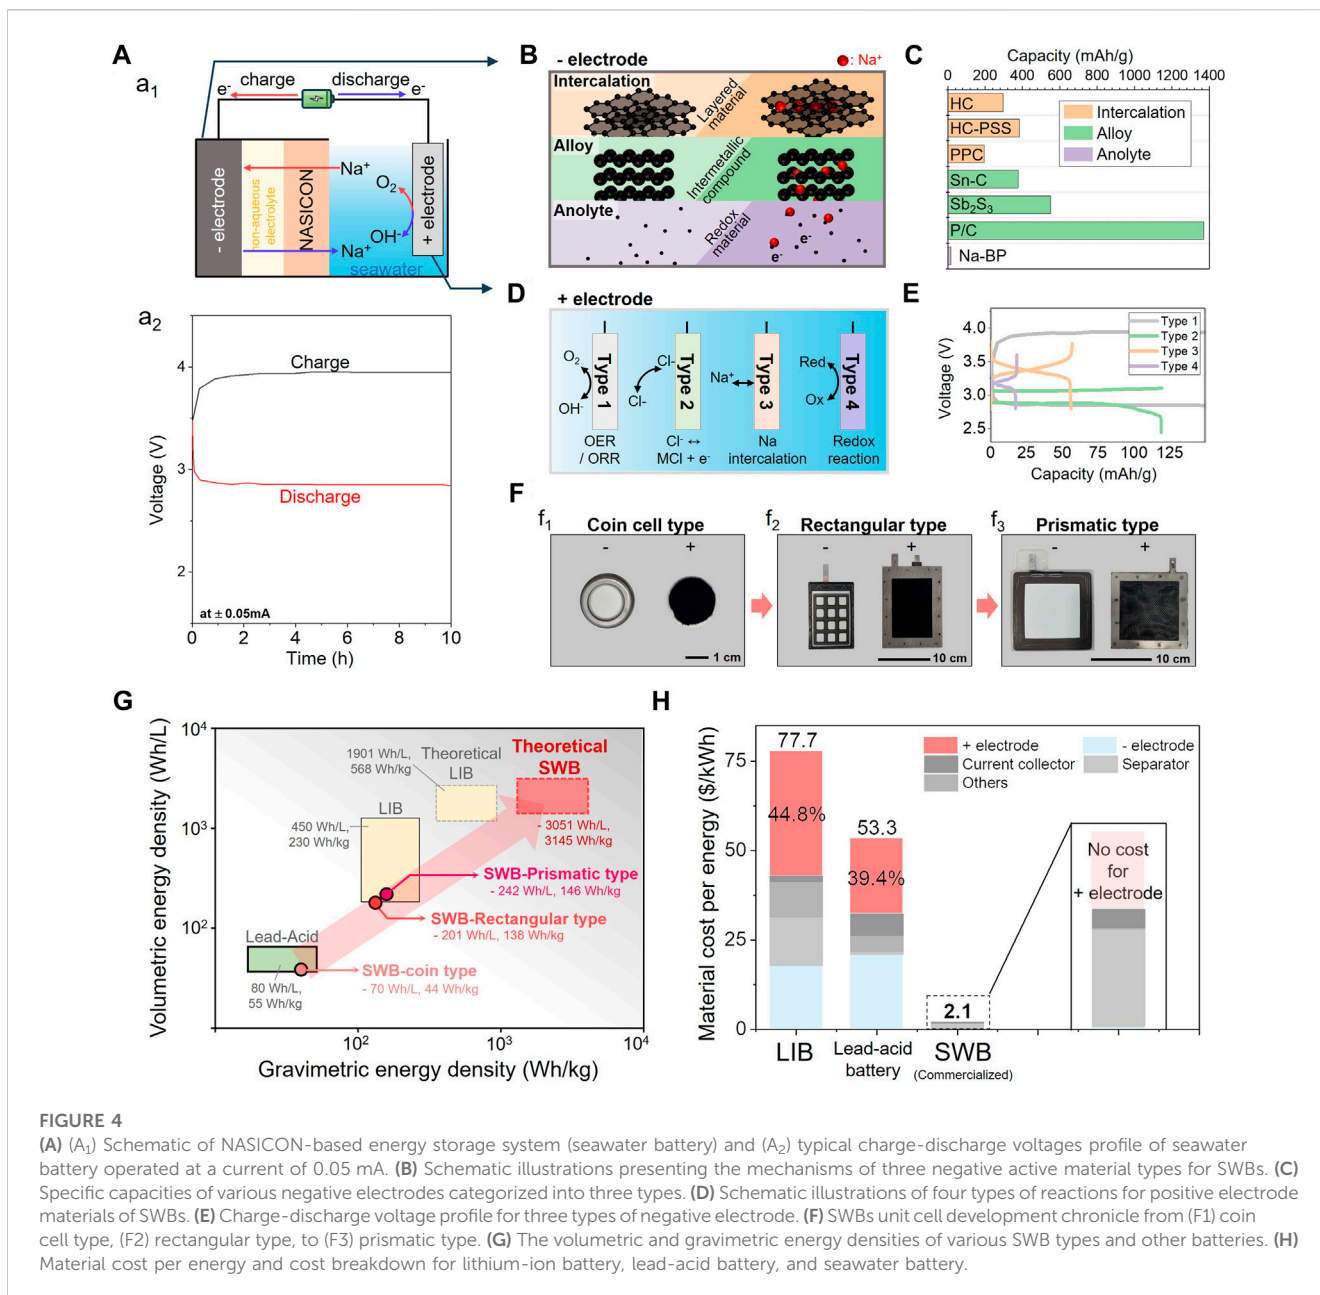 A
a1
charge
discharge
e-
e-
- electrode
non-aqueous
electrolyte
NASICON
Na+
O2
OH-
Na+
seawater
+ electrode
a2
Voltage (V)
4
3
2
Charge
Discharge
at ± 0.05mA
0
2
4
6
8
10
Time (h)
B
- electrode
: Na+
Intercalation
Layered
material
Alloy
Intermetallic
compound
Anolyte
Redox
material
e-
e-
C
Capacity (mAh/g)
0 200 400 600 800 1000 1400
HC
HC-PSS
PPC
Sn-C
Sb2S3
P/C
Na-BP
Intercalation
Alloy
Anolyte
D
+ electrode
O2
OH-
Type 1
OER
/ ORR
Cl-
Cl-
Type 2
Cl- ↔
MCl + e-
Na+
Type 3
Na
intercalation
Red
Ox
Type 4
Redox
reaction
E
Voltage (V)
4.0
3.5
3.0
2.5
Type 1
Type 2
Type 3
Type 4
0 25 50 75 100 125
Capacity (mAh/g)
F
f1
Coin cell type
-
+
1 cm
f2
Rectangular type
-
+
10 cm
f3
Prismatic type
-
+
10 cm
G
Volumetric energy density (Wh/L)
10^4
10^3
10^2
1901 Wh/L,
568 Wh/kg
Theoretical
LIB
Theoretical
SWB
- 3051 Wh/L,
3145 Wh/kg
LIB
450 Wh/L,
230 Wh/kg
SWB-Prismatic type
- 242 Wh/L, 146 Wh/kg
SWB-Rectangular type
- 201 Wh/L, 138 Wh/kg
Lead-Acid
SWB-coin type
- 70 Wh/L, 44 Wh/kg
80 Wh/L,
55 Wh/kg
10^2
10^3
10^4
Gravimetric energy density (Wh/kg)
H
Material cost per energy ($/kWh)
75
50
25
0
77.7
44.8%
53.3
39.4%
2.1
+ electrode
- electrode
Current collector
Separator
Others
No cost
for
+ electrode
LIB
Lead-acid
battery
SWB
(Commercialized)
FIGURE 4
(A) (A1) Schematic of NASICON-based energy storage system (seawater battery) and (A2) typical charge-discharge voltages profile of seawater
battery operated at a current of 0.05 mA. (B) Schematic illustrations presenting the mechanisms of three negative active material types for SWBs. (C)
Specific capacities of various negative electrodes categorized into three types. (D) Schematic illustrations of four types of reactions for positive electrode
materials of SWBs. (E) Charge-discharge voltage profile for three types of negative electrode. (F) SWBs unit cell development chronicle from (F1) coin
cell type, (F2) rectangular type, to (F3) prismatic type. (G) The volumetric and gravimetric energy densities of various SWB types and other batteries. (H)
Material cost per energy and cost breakdown for lithium-ion battery, lead-acid battery, and seawater battery.